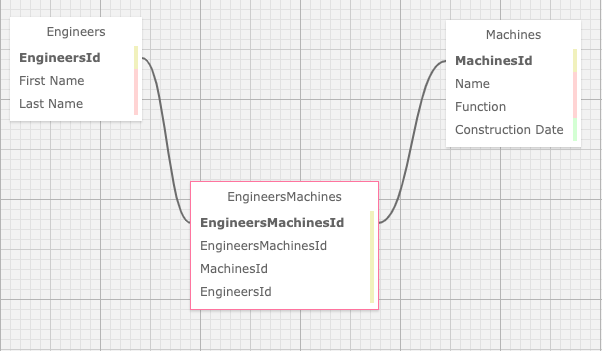 Engineers
EngineersId
First Name
Last Name
Machines
MachinesId
Name
Function
Construction Date
EngineersMachines
EngineersMachinesId
EngineersMachinesId
MachinesId
EngineersId